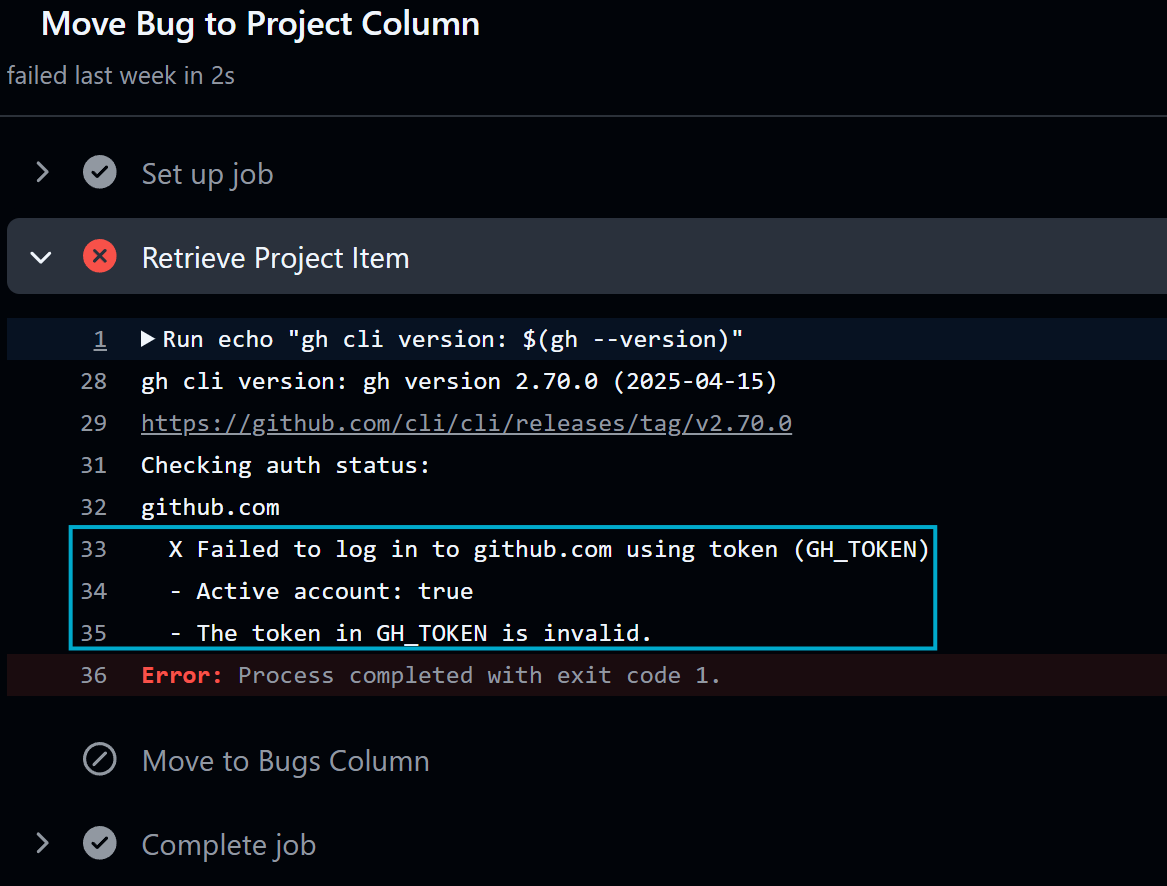 Move Bug to Project Column
failed last week in 2s
Set up job
Retrieve Project Item
1 Run echo "gh cli version: $(gh --version)"
28 gh cli version: gh version 2.70.0 (2025-04-15)
29 https://github.com/cli/cli/releases/tag/v2.70.0
31 Checking auth status:
32 github.com
33 X Failed to log in to github.com using token (GH_TOKEN)
34 - Active account: true
35 - The token in GH_TOKEN is invalid.
36 Error: Process completed with exit code 1.
Move to Bugs Column
Complete job